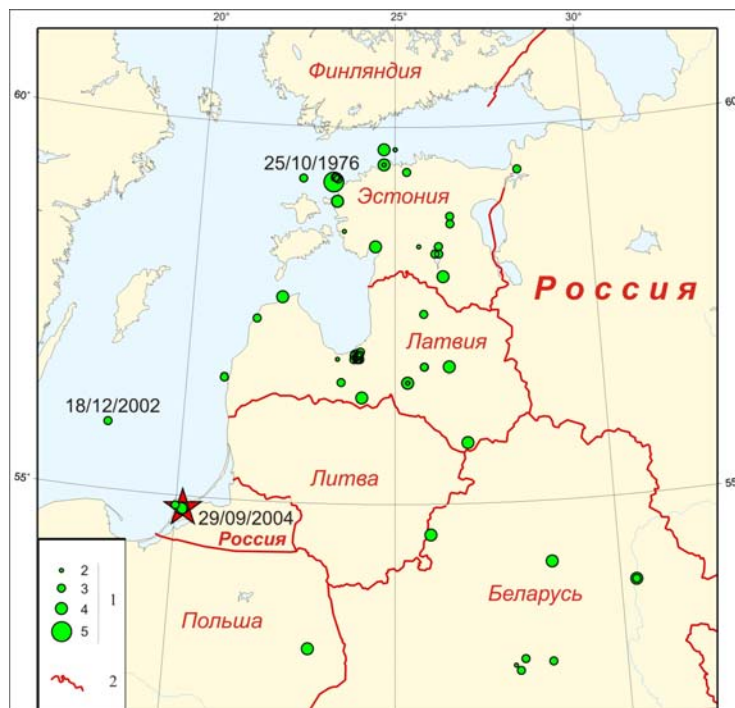 20°
25°
30°
60°
60
Финляндия
25/10/1976
Эстония
Россия
Латвия
18/12/2002
Литва
55°
55
29/09/2004
Россия
2
3
4
5
1
2
Польша
Беларусь